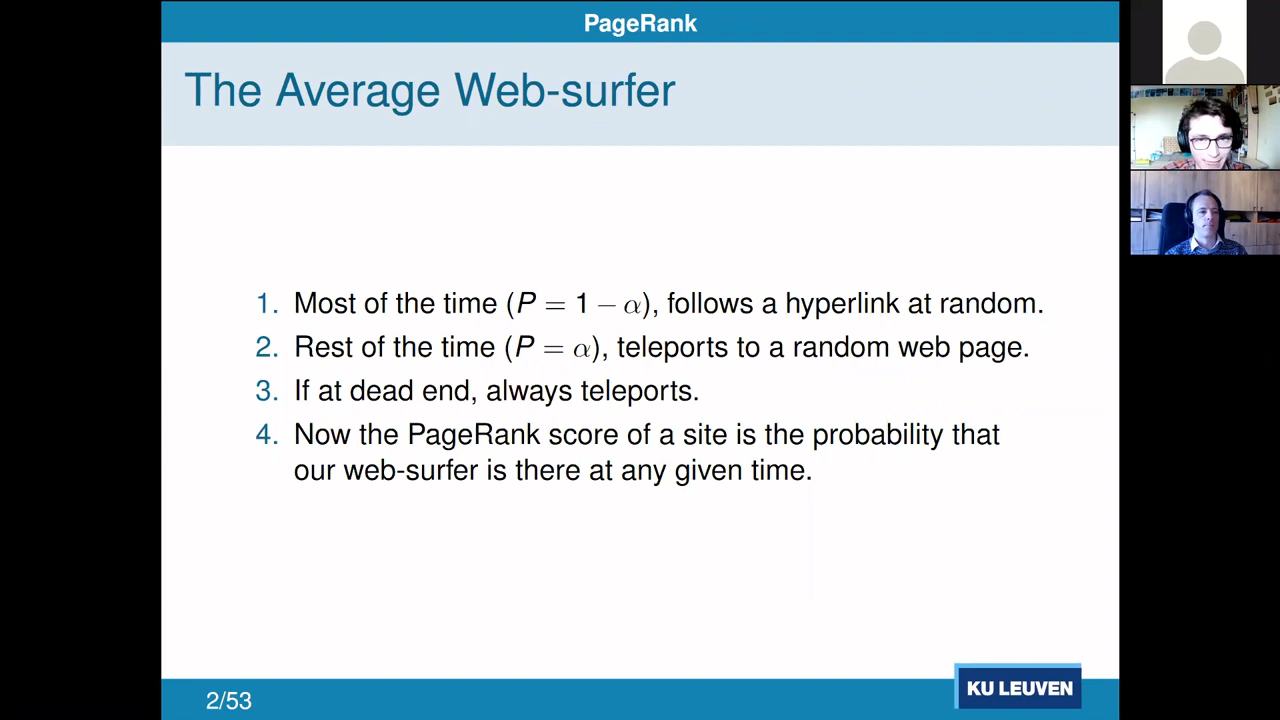 PageRank
The Average Web-surfer
1. Most of the time (P = 1 − α), follows a hyperlink at random.
2. Rest of the time (P = α), teleports to a random web page.
3. If at dead end, always teleports.
4. Now the PageRank score of a site is the probability that
our web-surfer is there at any given time.
2/53
KU LEUVEN